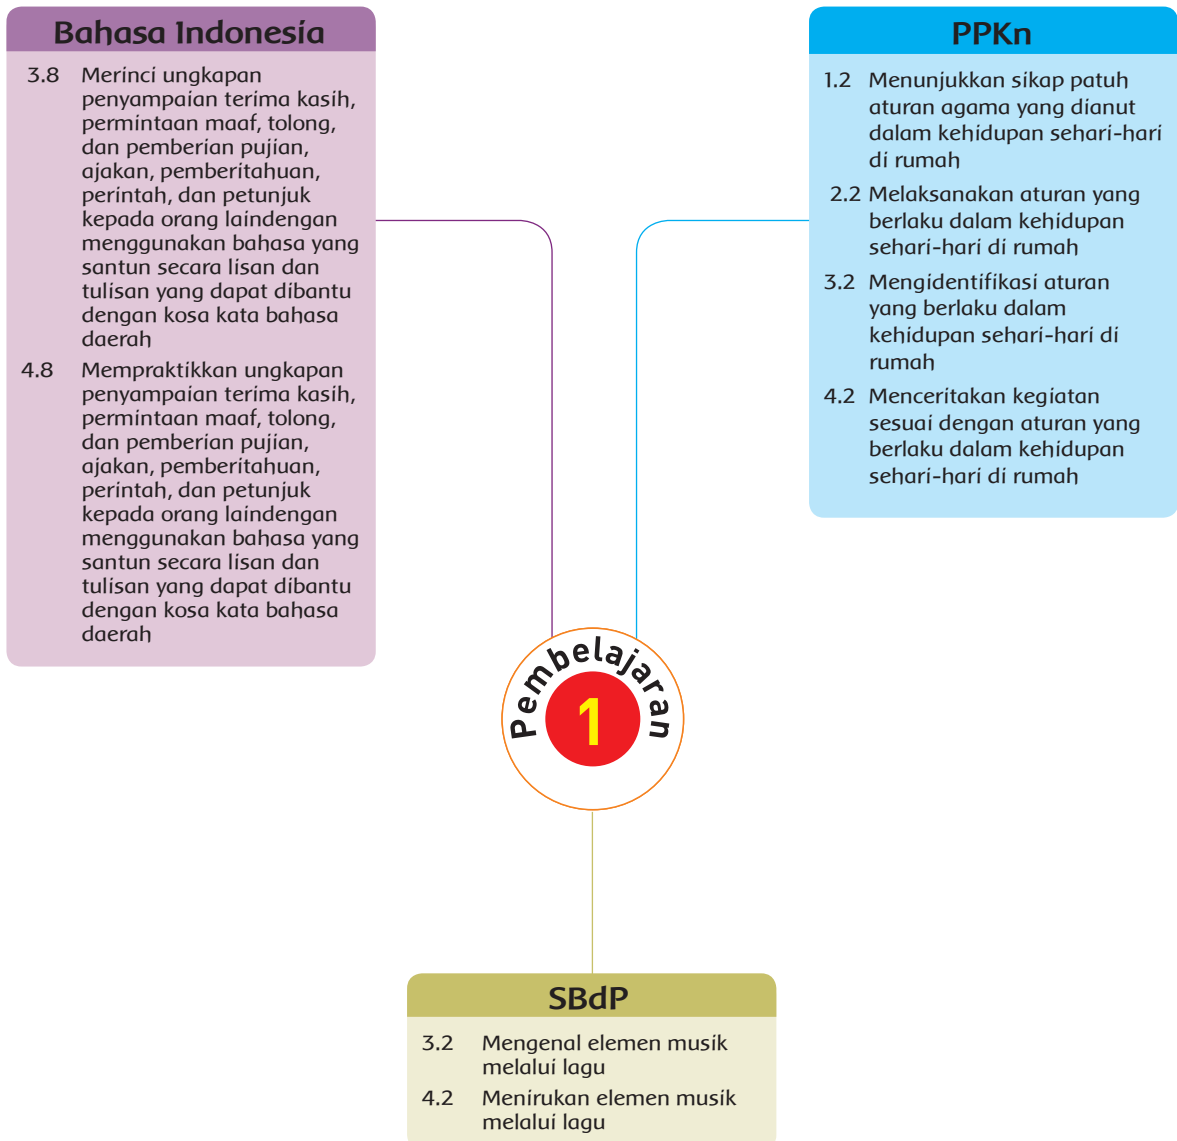 Bahasa Indonesia
3.8 Merinci ungkapan
penyampaian terima kasih,
permintaan maaf, tolong,
dan pemberian pujian,
ajakan, pemberitahuan,
perintah, dan petunjuk
kepada orang laindengan
menggunakan bahasa yang
santun secara lisan dan
tulisan yang dapat dibantu
dengan kosa kata bahasa
daerah
4.8 Mempraktikkan ungkapan
penyampaian terima kasih,
permintaan maaf, tolong,
dan pemberian pujian,
ajakan, pemberitahuan,
perintah, dan petunjuk
kepada orang laindengan
menggunakan bahasa yang
santun secara lisan dan
tulisan yang dapat dibantu
dengan kosa kata bahasa
daerah
PPKn
1.2 Menunjukkan sikap patuh
aturan agama yang dianut
dalam kehidupan sehari-hari
di rumah
2.2 Melaksanakan aturan yang
berlaku dalam kehidupan
sehari-hari di rumah
3.2 Mengidentifikasi aturan
yang berlaku dalam
kehidupan sehari-hari di
rumah
4.2 Menceritakan kegiatan
sesuai dengan aturan yang
berlaku dalam kehidupan
sehari-hari di rumah
Pembelajaran
1
SBdP
3.2 Mengenal elemen musik
melalui lagu
4.2 Menirukan elemen musik
melalui lagu